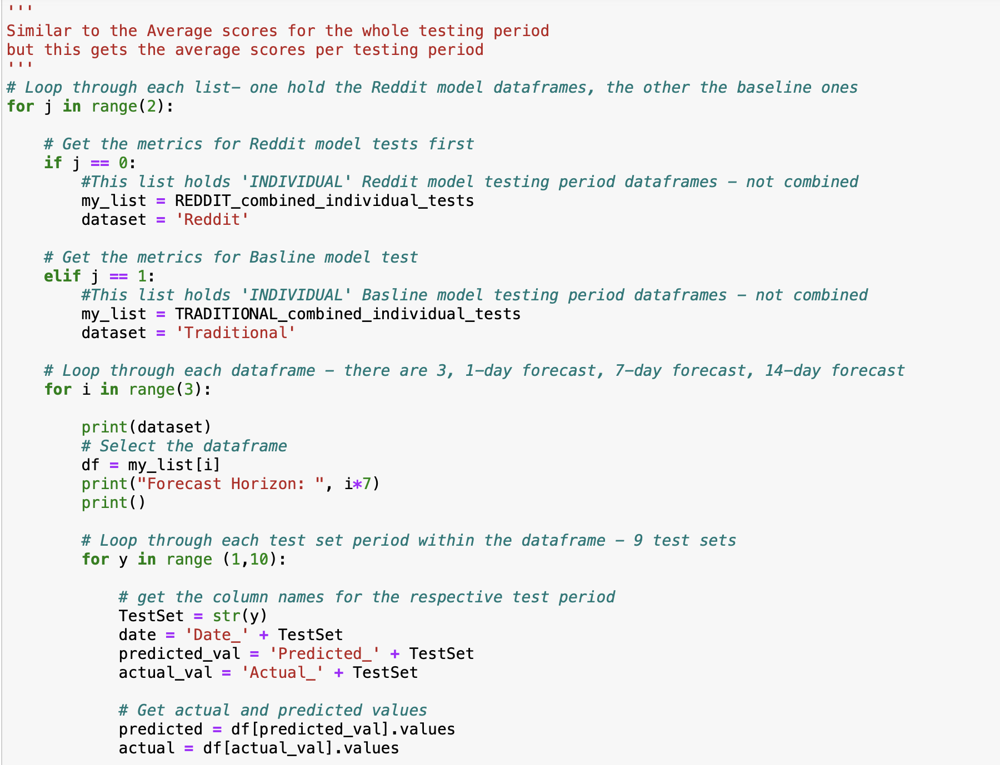 '''
Similar to the Average scores for the whole testing period
but this gets the average scores per testing period
'''
# Loop through each list– one hold the Reddit model dataframes, the other the baseline ones
for j in range(2):

    # Get the metrics for Reddit model tests first
    if j == 0:
        #This list holds 'INDIVIDUAL' Reddit model testing period dataframes – not combined
        my_list = REDDIT_combined_individual_tests
        dataset = 'Reddit'

    # Get the metrics for Basline model test
    elif j == 1:
        #This list holds 'INDIVIDUAL' Basline model testing period dataframes – not combined
        my_list = TRADITIONAL_combined_individual_tests
        dataset = 'Traditional'

    # Loop through each dataframe – there are 3, 1–day forecast, 7–day forecast, 14–day forecast
    for i in range(3):

        print(dataset)
        # Select the dataframe
        df = my_list[i]
        print("Forecast Horizon: ", i*7)
        print()

        # Loop through each test set period within the dataframe – 9 test sets
        for y in range (1,10):

            # get the column names for the respective test period
            TestSet = str(y)
            date = 'Date_' + TestSet
            predicted_val = 'Predicted_' + TestSet
            actual_val = 'Actual_' + TestSet

            # Get actual and predicted values
            predicted = df[predicted_val].values
            actual = df[actual_val].values